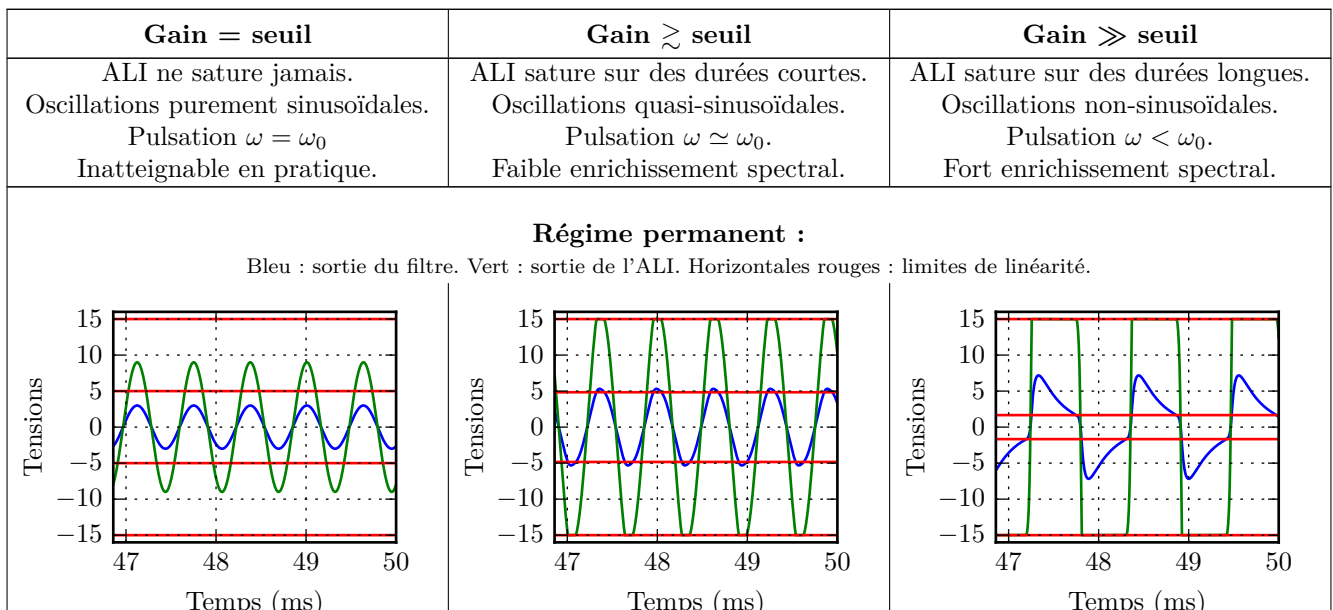 Gain = seuil
Gain ≳ seuil
Gain ≫ seuil
ALI ne sature jamais.
Oscillations purement sinusoïdales.
Pulsation ω = ω₀
Inatteignable en pratique.
ALI sature sur des durées courtes.
Oscillations quasi-sinusoïdales.
Pulsation ω ≃ ω₀.
Faible enrichissement spectral.
ALI sature sur des durées longues.
Oscillations non-sinusoïdales.
Pulsation ω < ω₀.
Fort enrichissement spectral.
Régime permanent :
Bleu : sortie du filtre. Vert : sortie de l'ALI. Horizontales rouges : limites de linéarité.
Tensions
15
10
5
0
−5
−10
−15
47 48 49 50
Temps (ms)
Tensions
15
10
5
0
−5
−10
−15
47 48 49 50
Temps (ms)
Tensions
15
10
5
0
−5
−10
−15
47 48 49 50
Temps (ms)